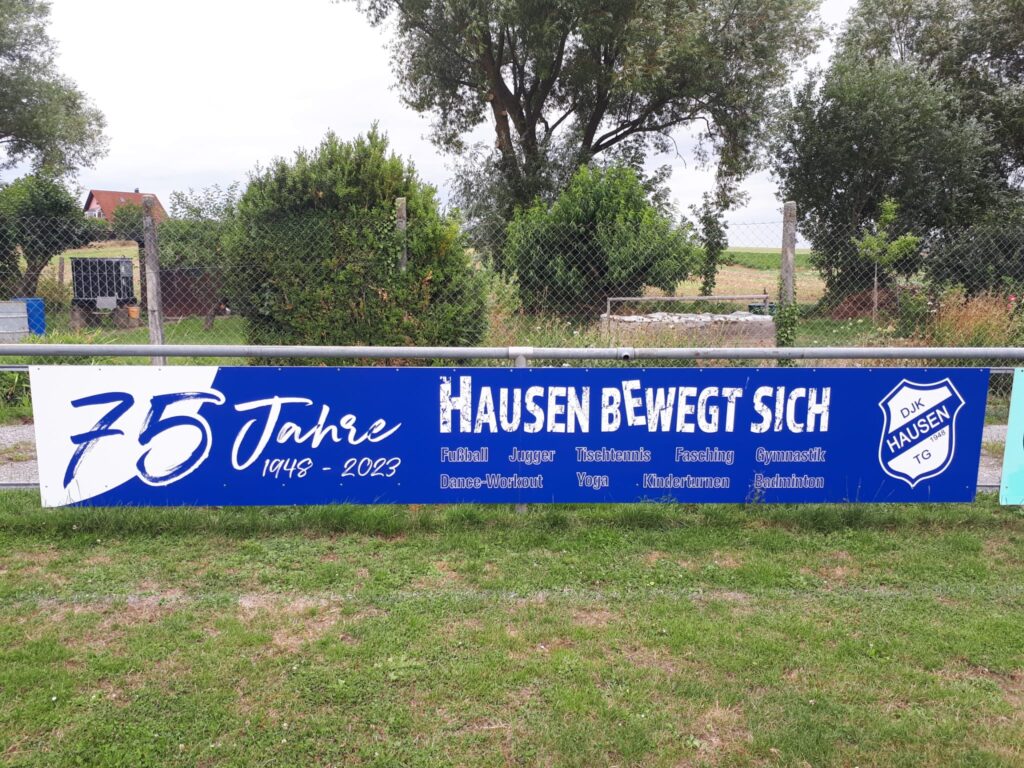 75 Jahre
1948 - 2023
HAUSEN BEWEGT SICH
Fußball Jugger Tischtennis Fasching Gymnastik
Dance-Workout Yoga Kinderturnen Badminton
DJK
HAUSEN
1948
TG